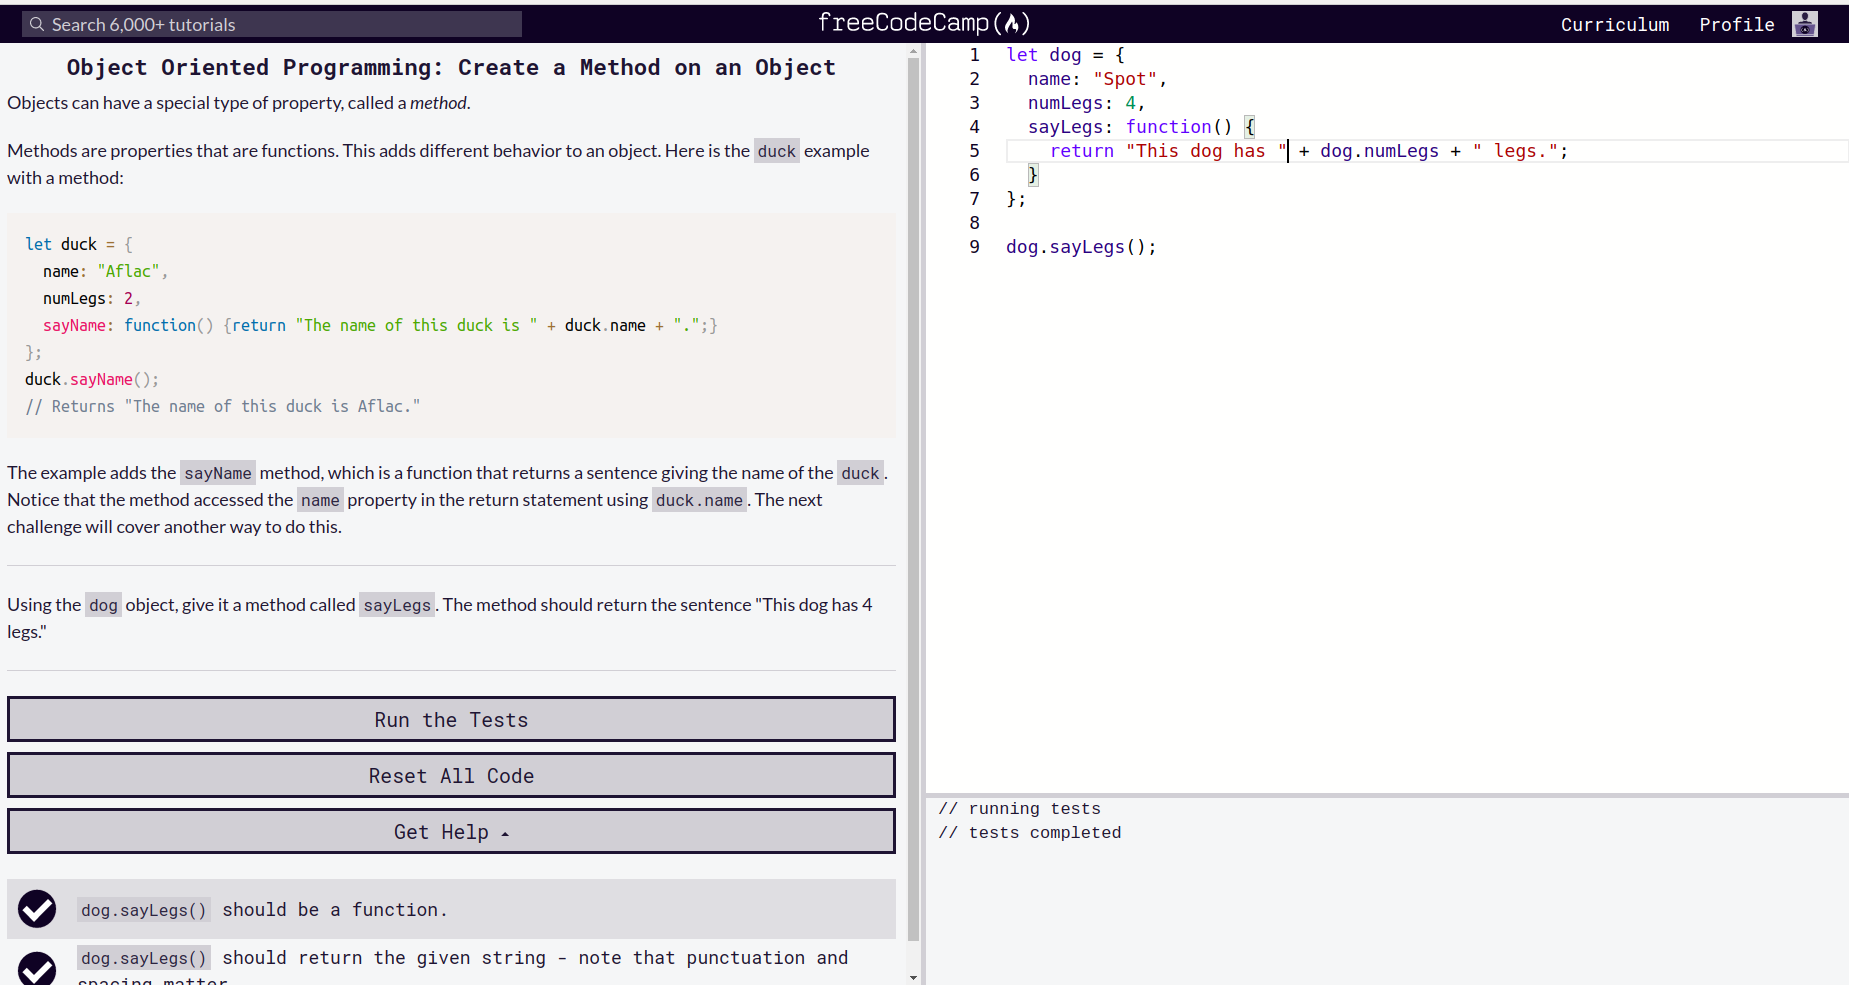 Search 6,000+ tutorials
freeCodeCamp(🔥)
Curriculum
Profile
Object Oriented Programming: Create a Method on an Object
Objects can have a special type of property, called a method.
Methods are properties that are functions. This adds different behavior to an object. Here is the duck example
with a method:
let duck = {
  name: "Aflac",
  numLegs: 2,
  sayName: function() {return "The name of this duck is " + duck.name + ".";}
};
duck.sayName();
// Returns "The name of this duck is Aflac."
The example adds the sayName method, which is a function that returns a sentence giving the name of the duck.
Notice that the method accessed the name property in the return statement using duck.name. The next
challenge will cover another way to do this.
Using the dog object, give it a method called sayLegs. The method should return the sentence "This dog has 4
legs."
Run the Tests
Reset All Code
Get Help
dog.sayLegs() should be a function.
dog.sayLegs() should return the given string - note that punctuation and
spacing matter.
1 let dog = {
2   name: "Spot",
3   numLegs: 4,
4   sayLegs: function() {
5     return "This dog has " + dog.numLegs + " legs.";
6   }
7 };
8
9 dog.sayLegs();
// running tests
// tests completed